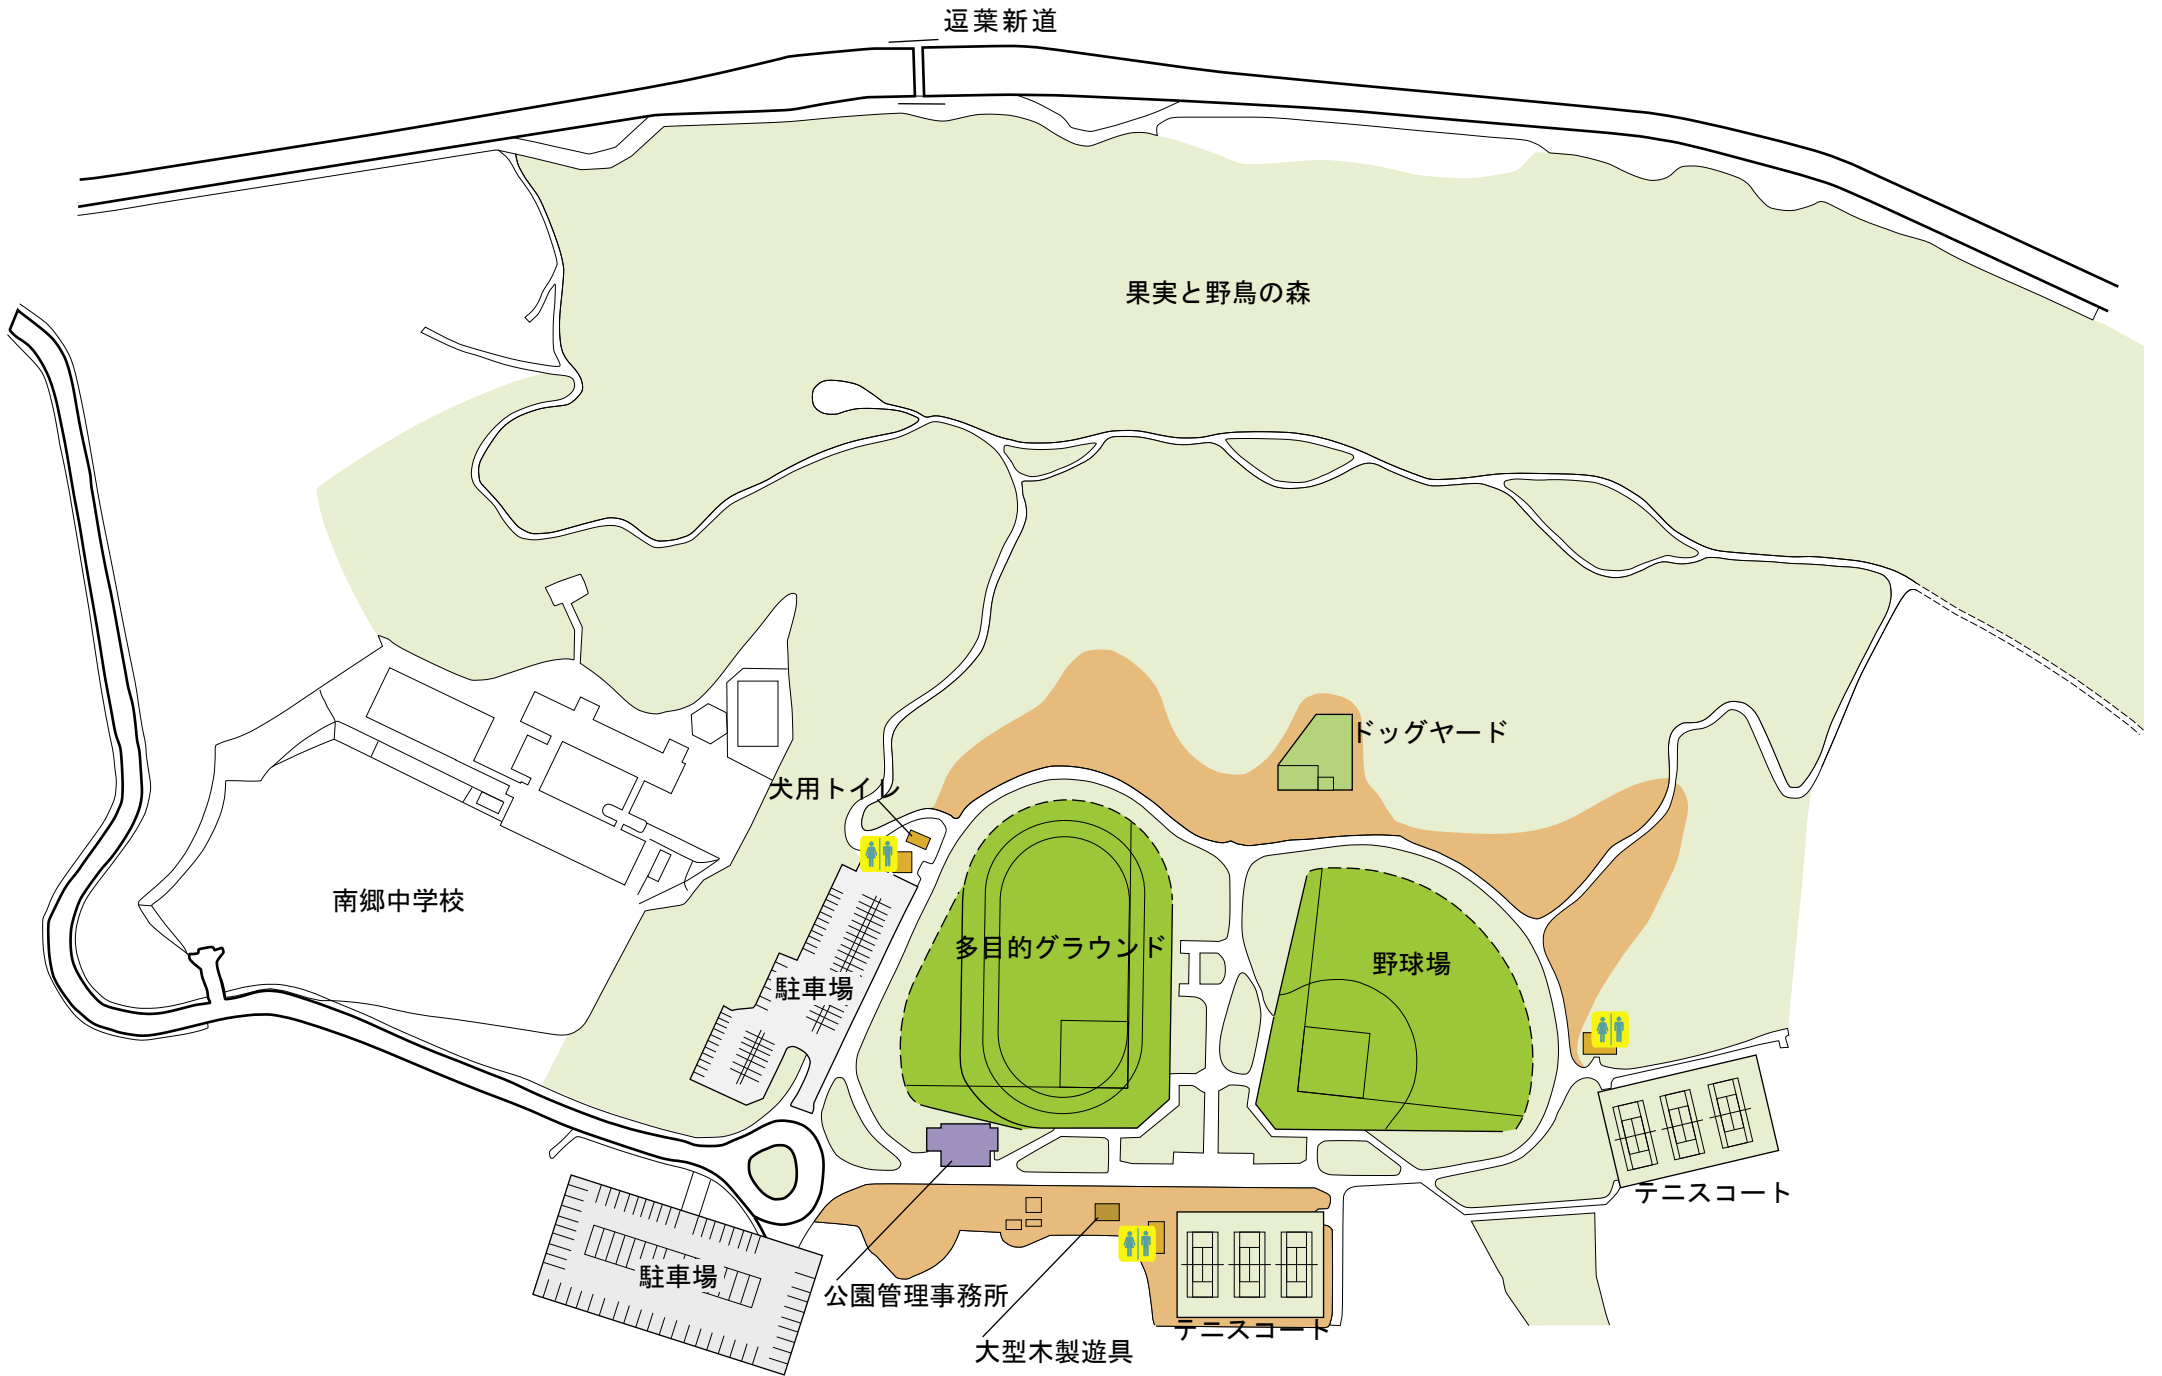 逗葉新道
果実と野鳥の森
ドッグヤード
犬用トイレ
南郷中学校
多目的グラウンド
野球場
駐車場
テニスコート
駐車場
公園管理事務所
テニスコート
大型木製遊具